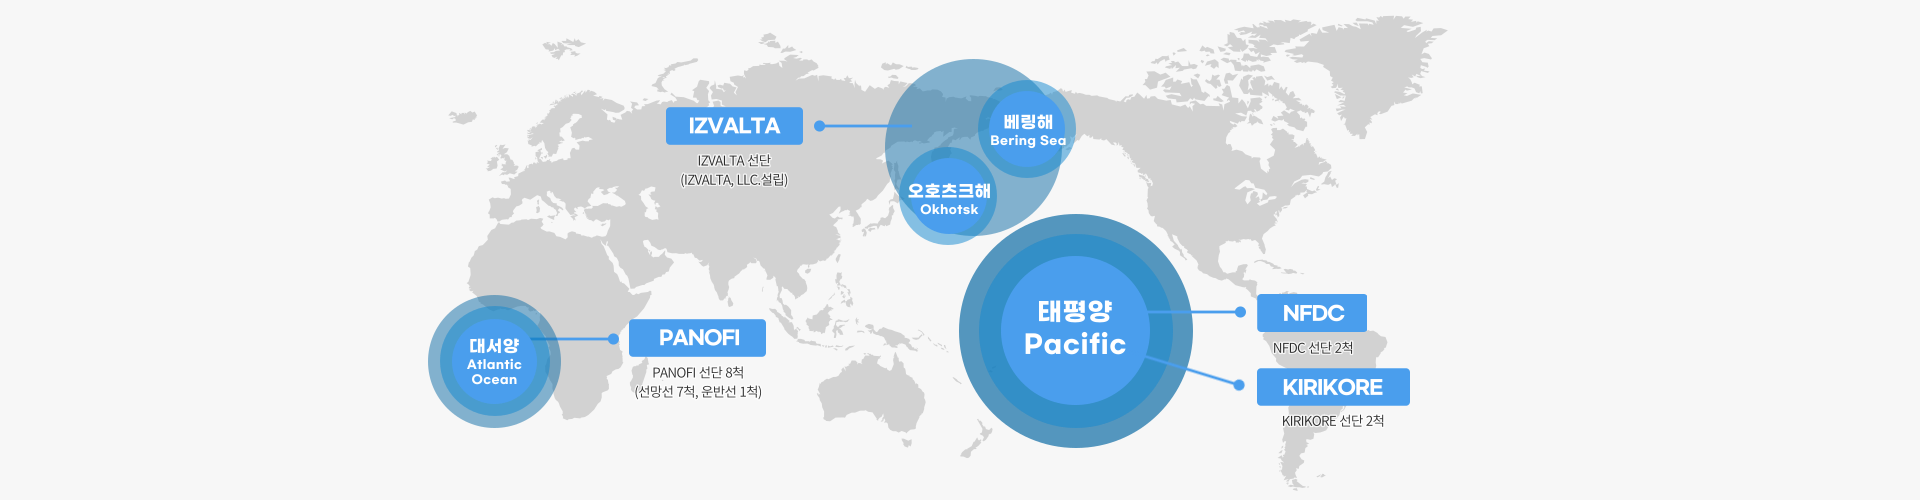 IZVALTA
IZVALTA 선단
(IZVALTA, LLC.설립)
베링해
Bering Sea
오호츠크해
Okhotsk
대서양
Atlantic
Ocean
PANOFI
PANOFI 선단 8척
(선망선 7척, 운반선 1척)
태평양
Pacific
NFDC
NFDC 선단 2척
KIRIKORE
KIRIKORE 선단 2척